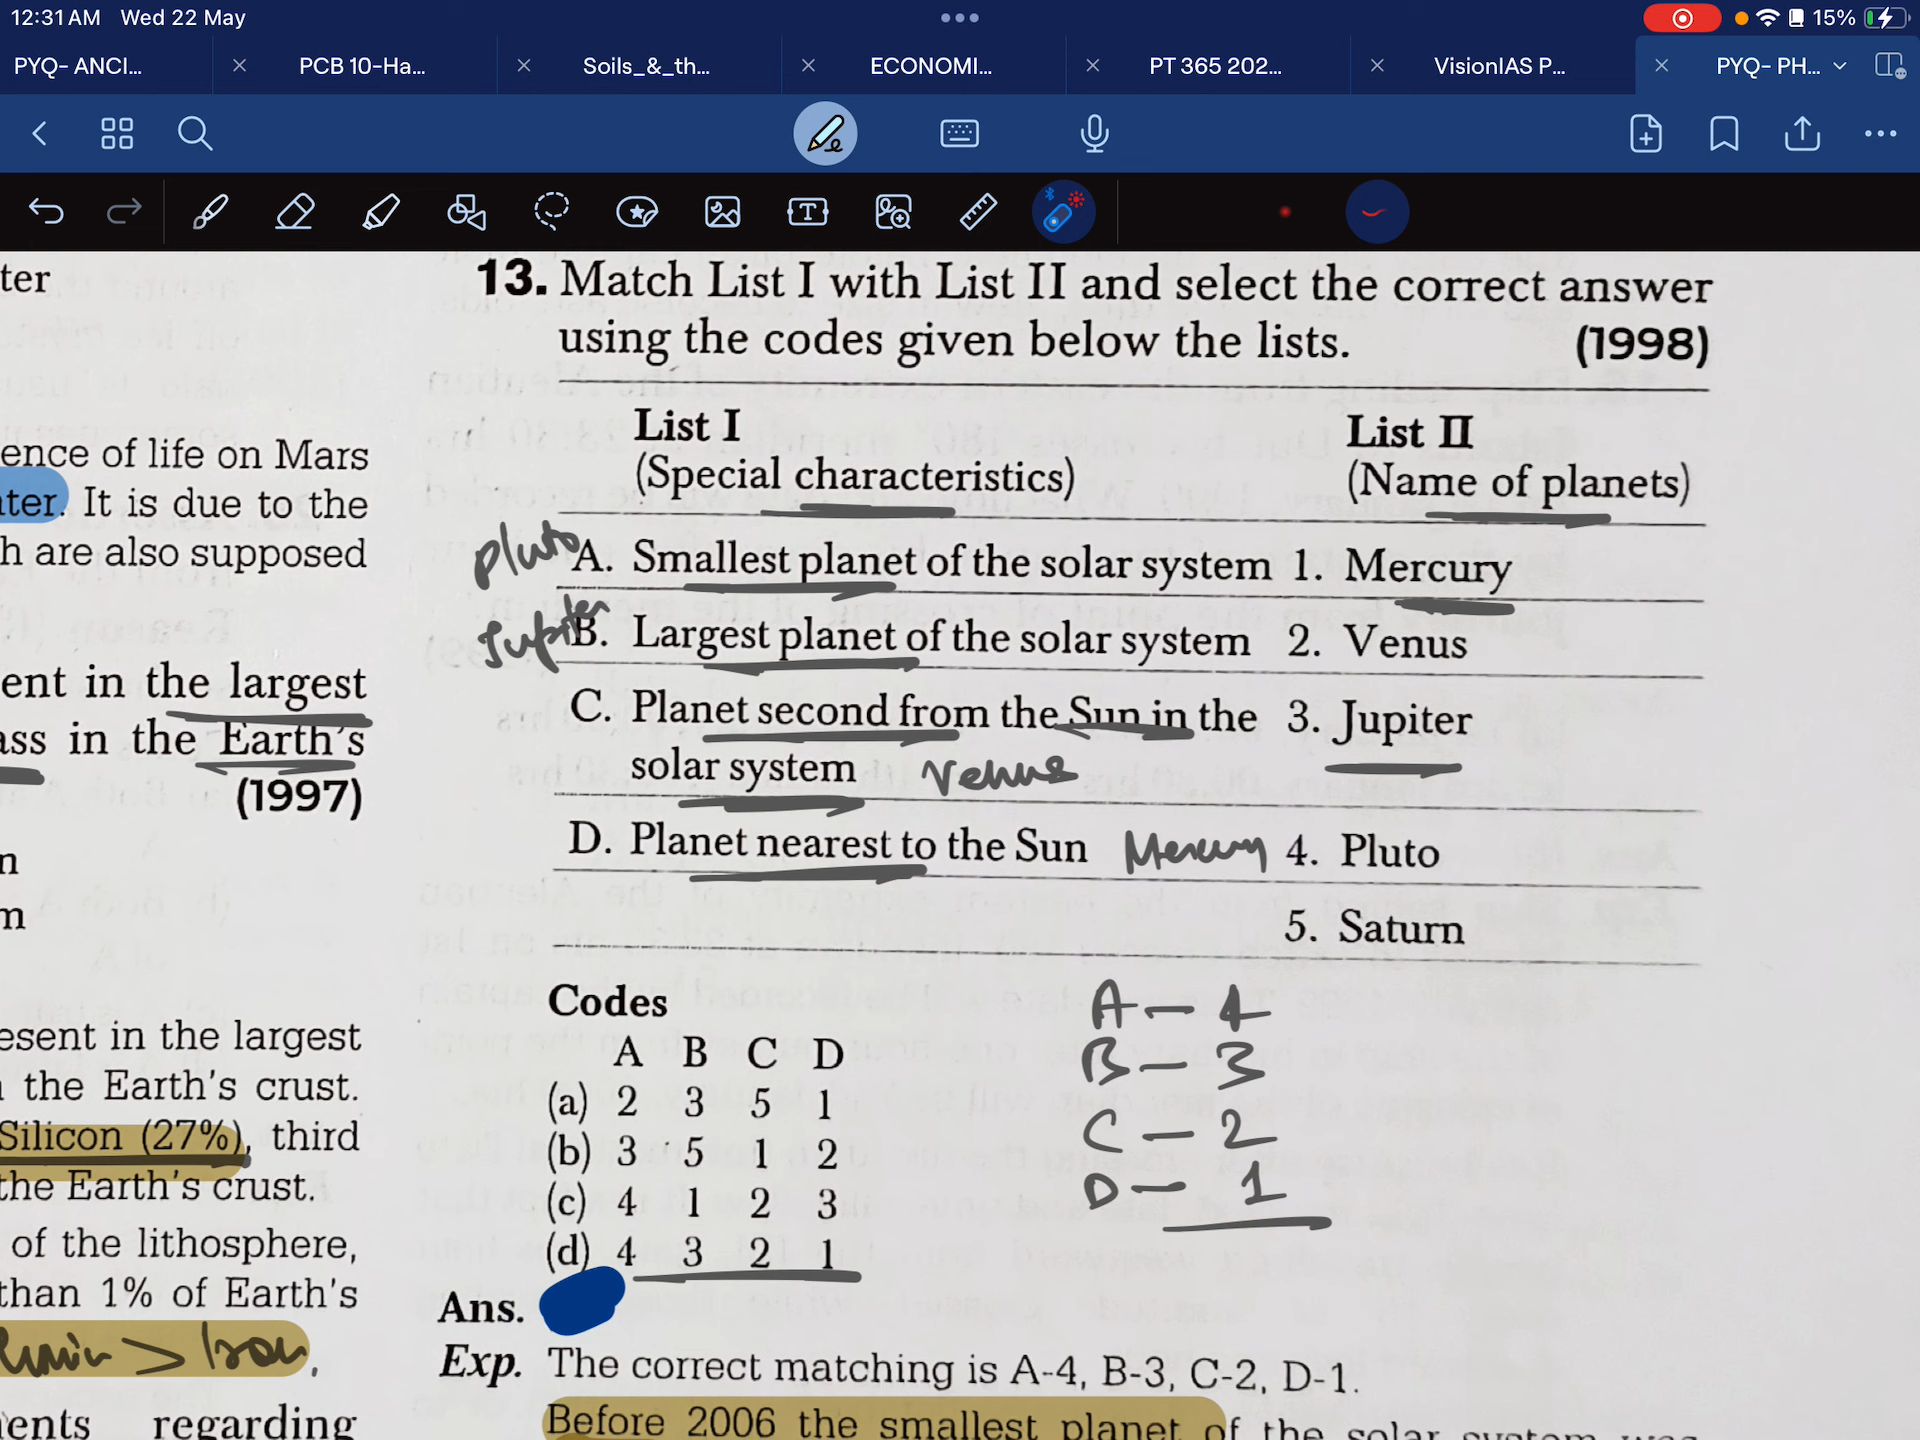 12:31 AM Wed 22 May
15%
PYQ- ANCI... PCB 10-Ha... Soils_&_th... ECONOMI... PT 365 202... VisionIAS P... PYQ- PH...
ter
ence of life on Mars
ater. It is due to the
h are also supposed
ent in the largest
ass in the Earth's
(1997)
n
m
esent in the largest
the Earth's crust.
Silicon (27%), third
the Earth's crust.
of the lithosphere,
than 1% of Earth's
> Iron,
ents regarding
13. Match List I with List II and select the correct answer
using the codes given below the lists. (1998)
List I List II
(Special characteristics) (Name of planets)
Pluto A. Smallest planet of the solar system 1. Mercury
Jupiter B. Largest planet of the solar system 2. Venus
C. Planet second from the Sun in the 3. Jupiter
solar system Venus
D. Planet nearest to the Sun Mercury 4. Pluto
5. Saturn
Codes
A B C D
(a) 2 3 5 1
(b) 3 5 1 2
(c) 4 1 2 3
(d) 4 3 2 1
A – 4
B – 3
C – 2
D – 1
Ans.
Exp. The correct matching is A-4, B-3, C-2, D-1.
Before 2006 the smallest planet of the solar system was